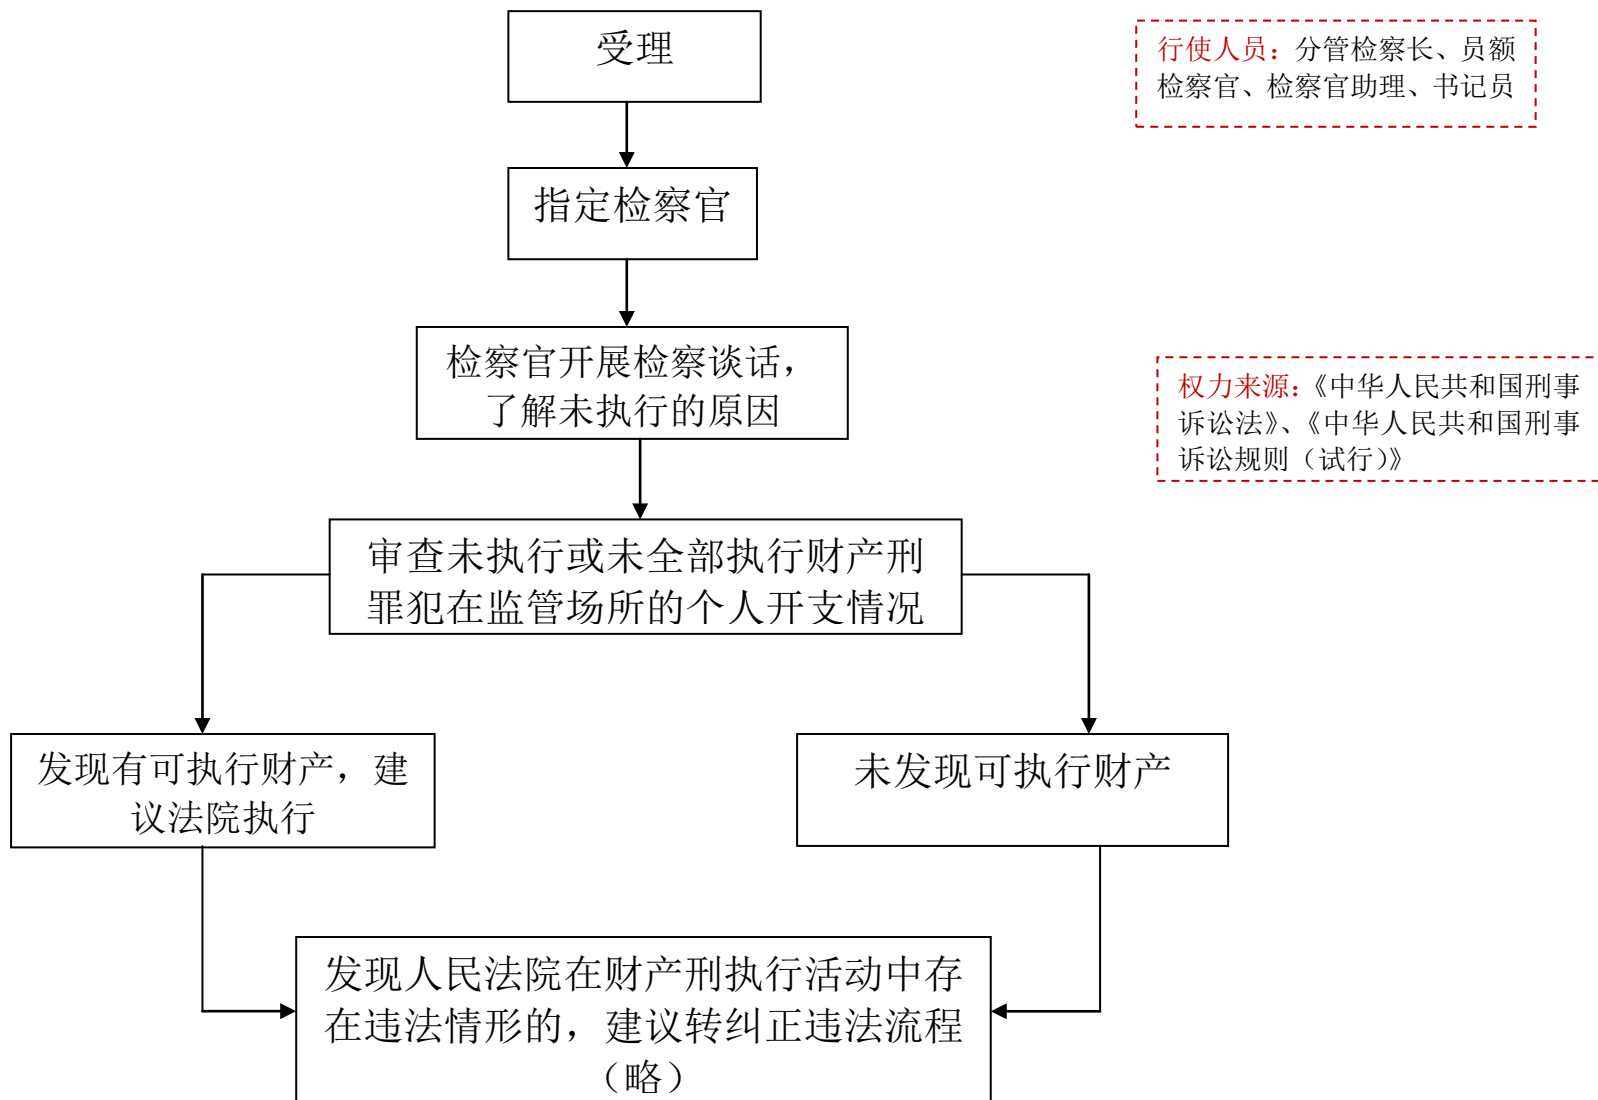 受理
行使人员：分管检察长、员额
检察官、检察官助理、书记员
指定检察官
检察官开展检察谈话，
了解未执行的原因
权力来源：《中华人民共和国刑事
诉讼法》、《中华人民共和国刑事
诉讼规则（试行）》
审查未执行或未全部执行财产刑
罪犯在监管场所的个人开支情况
发现有可执行财产，建
议法院执行
未发现可执行财产
发现人民法院在财产刑执行活动中存
在违法情形的，建议转纠正违法流程
（略）